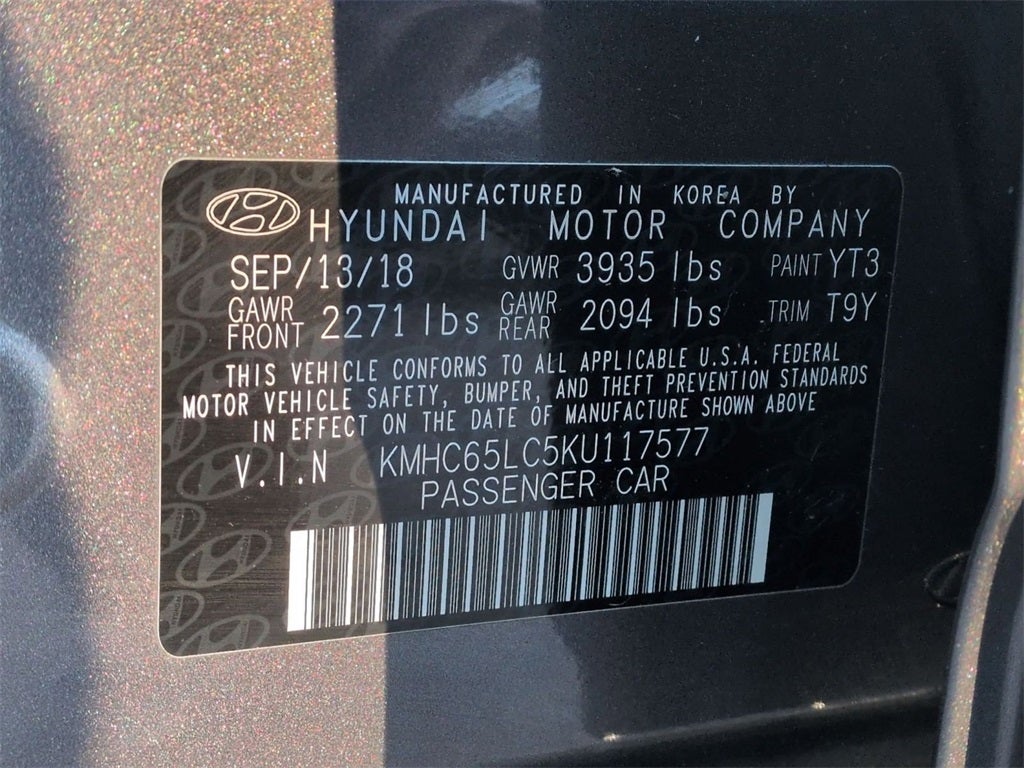 MANUFACTURED IN KOREA BY
HYUNDAI MOTOR COMPANY
SEP/13/18 GVWR 3935 lbs PAINT YT3
GAWR FRONT 2271 lbs GAWR REAR 2094 lbs TRIM T9Y
THIS VEHICLE CONFORMS TO ALL APPLICABLE U.S.A. FEDERAL
MOTOR VEHICLE SAFETY, BUMPER, AND THEFT PREVENTION STANDARDS
IN EFFECT ON THE DATE OF MANUFACTURE SHOWN ABOVE
V.I.N KMHC65LC5KU117577
PASSENGER CAR